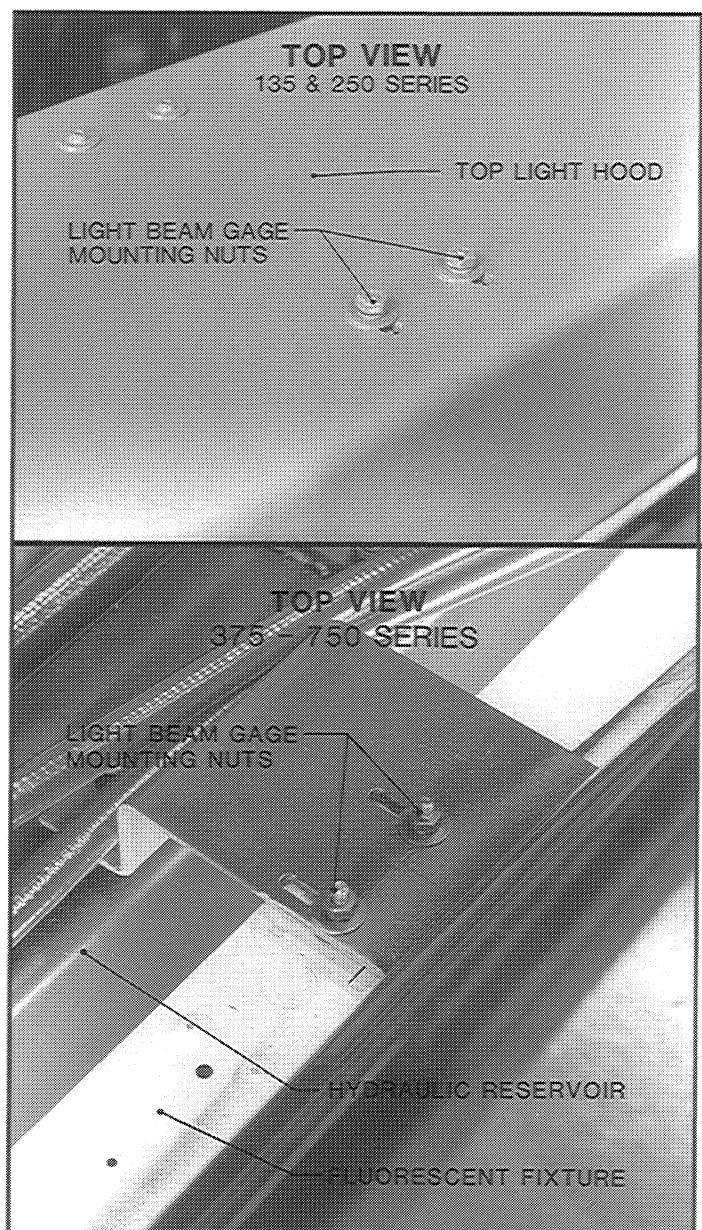 TOP VIEW
135 & 250 SERIES
TOP LIGHT HOOD
LIGHT BEAM GAGE
MOUNTING NUTS
TOP VIEW
375 – 750 SERIES
LIGHT BEAM GAGE
MOUNTING NUTS
HYDRAULIC RESERVOIR
FLUORESCENT FIXTURE